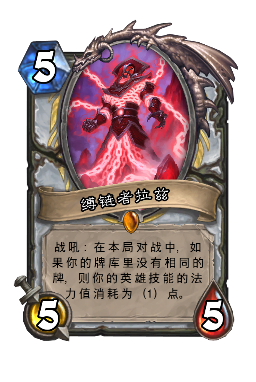 5
缚链者拉兹
战吼：在本局对战中，如
果你的牌库里没有相同的
牌，则你的英雄技能的法
力值消耗为（1）点。
5
5